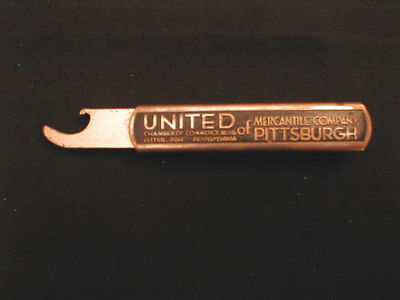 UNITED of MERCANTILE COMPANY
CHAMBER OF COMMERCE BLDG. PITTSBURGH
PITTSBURGH PENNSYLVANIA